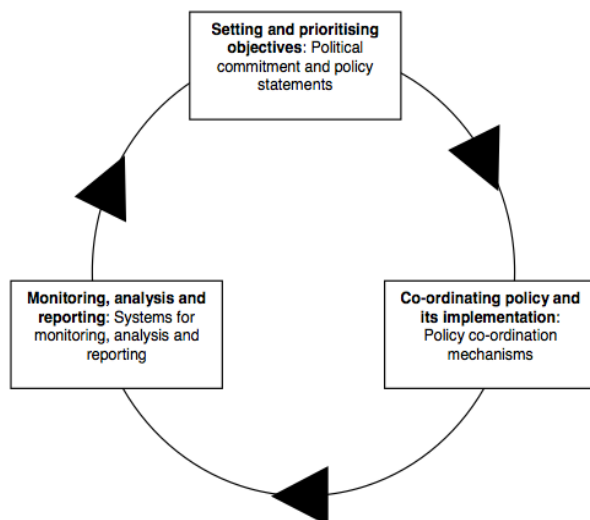 Setting and prioritising
objectives: Political
commitment and policy
statements
Monitoring, analysis and
reporting: Systems for
monitoring, analysis and
reporting
Co-ordinating policy and
its implementation:
Policy co-ordination
mechanisms